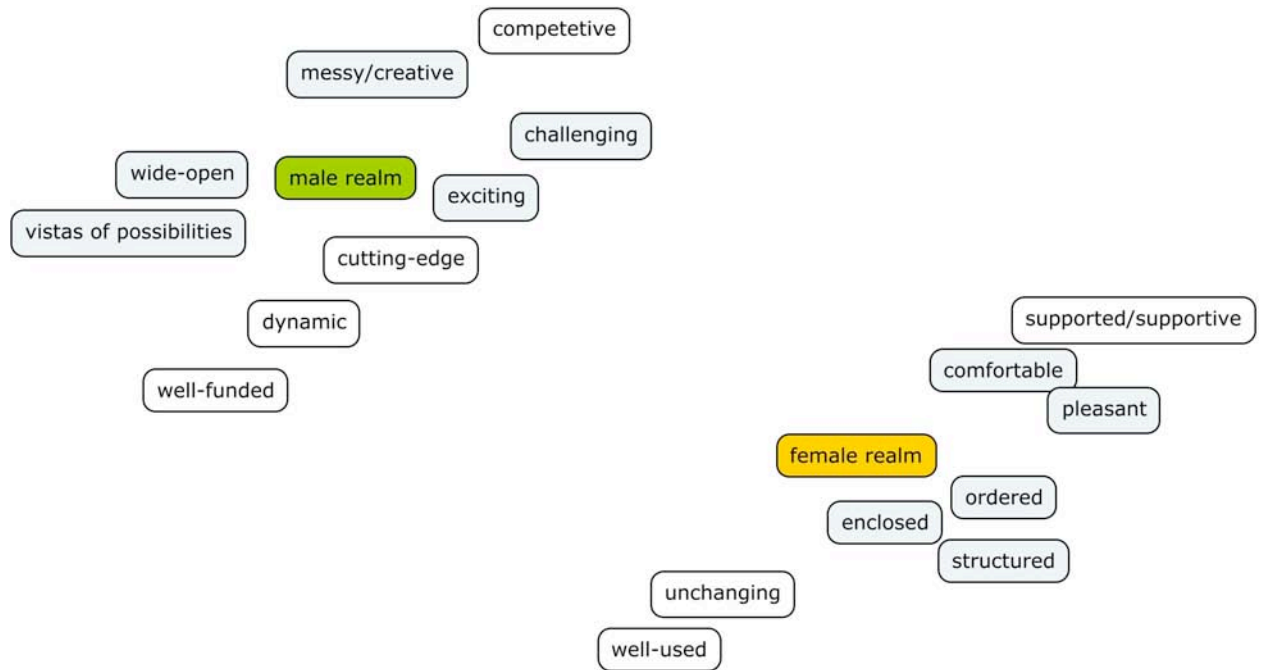 competetive
messy/creative
challenging
wide-open
male realm
exciting
vistas of possibilities
cutting-edge
dynamic
well-funded
supported/supportive
comfortable
pleasant
female realm
ordered
enclosed
structured
unchanging
well-used